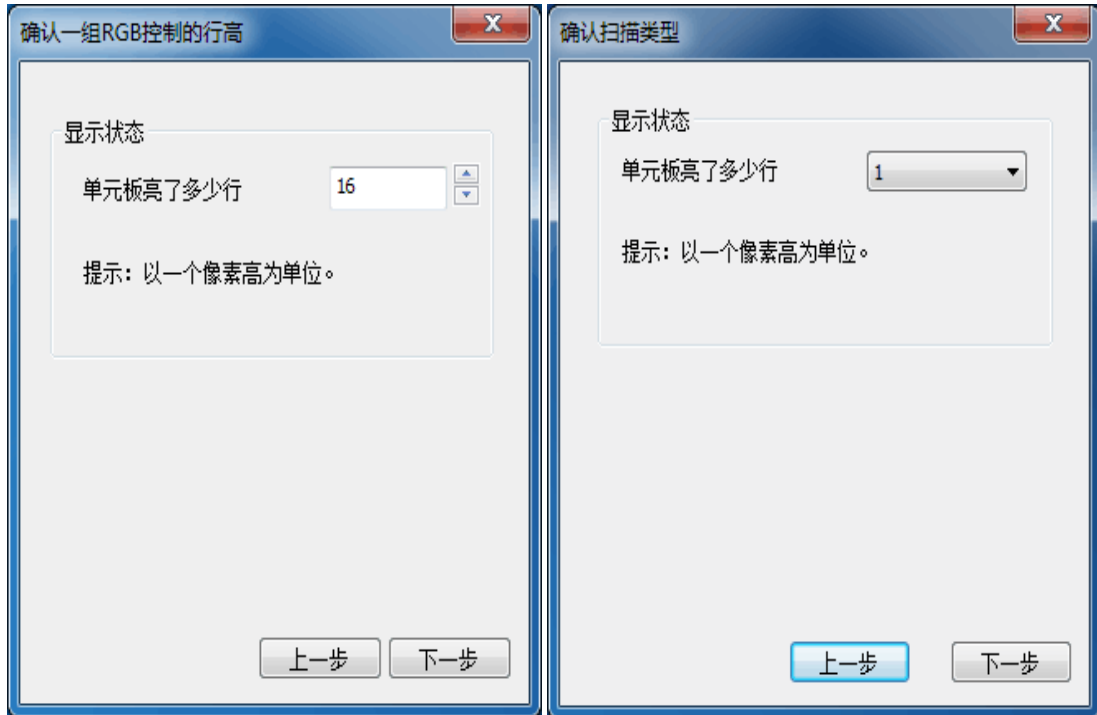 确认一组RGB控制的行高
X
显示状态
单元板亮了多少行
16
提示：以一个像素高为单位。
上一步
下一步
确认扫描类型
X
显示状态
单元板亮了多少行
1
提示：以一个像素高为单位。
上一步
下一步